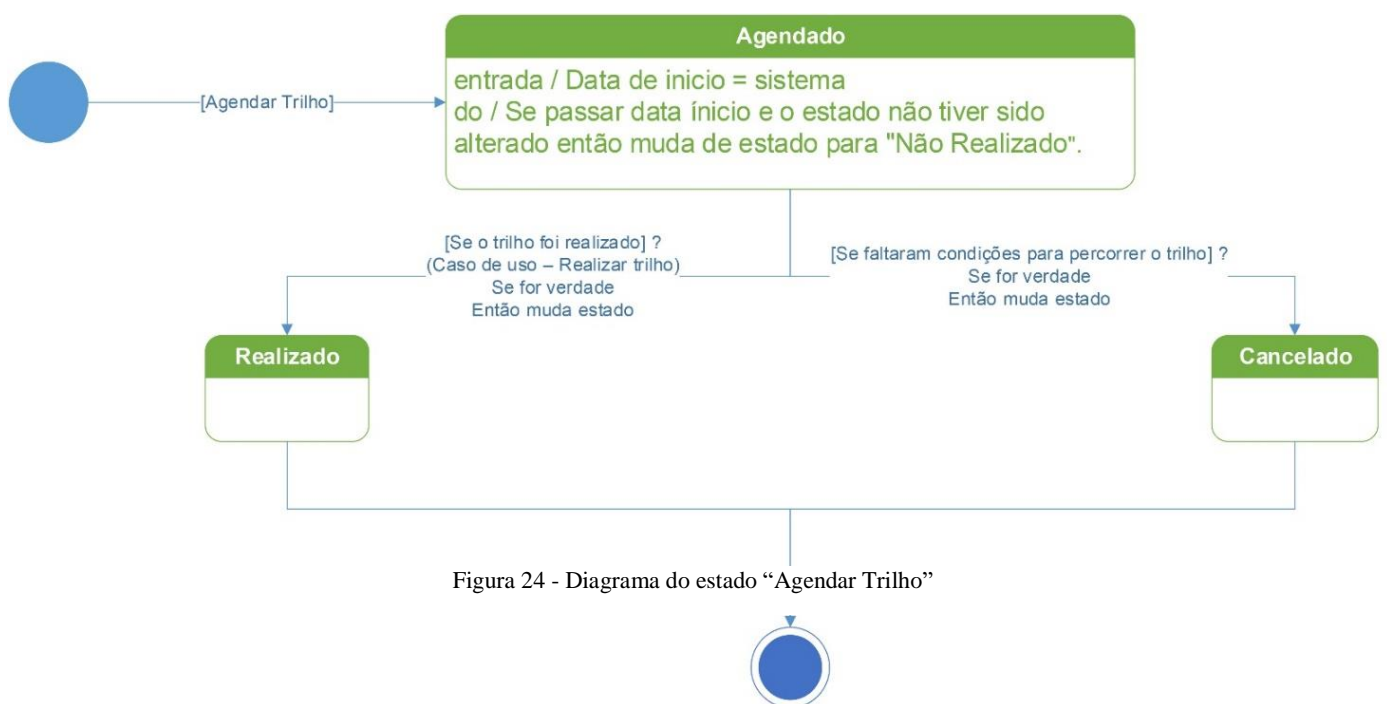 Agendado
entrada / Data de inicio = sistema
do / Se passar data ínicio e o estado não tiver sido
alterado então muda de estado para "Não Realizado".
[Agendar Trilho]
[Se o trilho foi realizado] ?
(Caso de uso – Realizar trilho)
Se for verdade
Então muda estado
[Se faltaram condições para percorrer o trilho] ?
Se for verdade
Então muda estado
Realizado
Cancelado
Figura 24 - Diagrama do estado “Agendar Trilho”